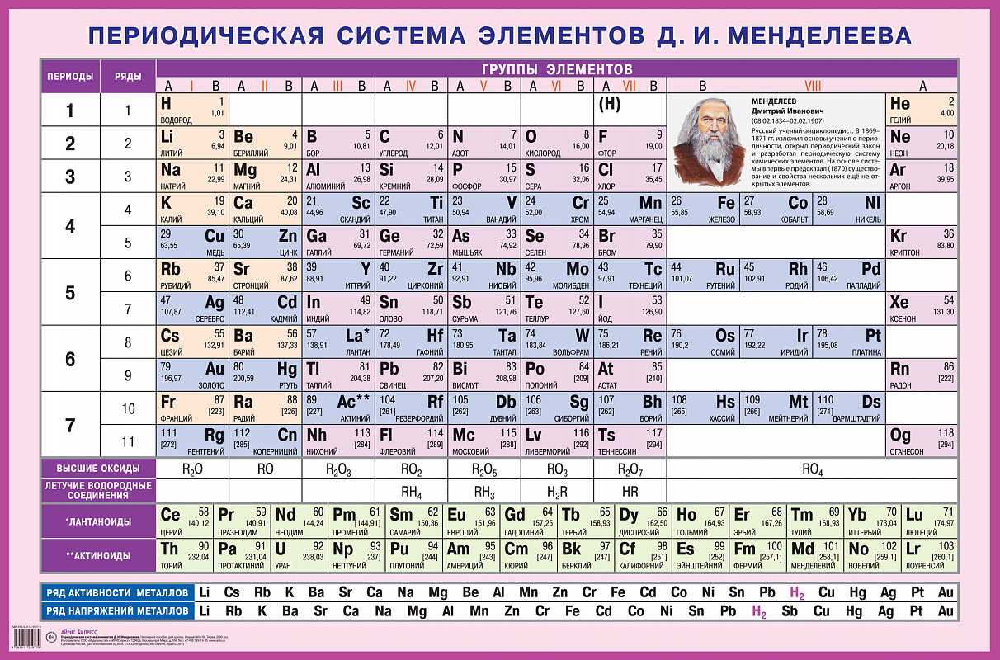 ПЕРИОДИЧЕСКАЯ СИСТЕМА ЭЛЕМЕНТОВ Д. И. МЕНДЕЛЕЕВА
ПЕРИОДЫ РЯДЫ ГРУППЫ ЭЛЕМЕНТОВ
A I B A II B A III B A IV B A V B A VI B A VII B B VIII A
1 1 H 1 1,01 ВОДОРОД (H) He 2 4,00 ГЕЛИЙ
МЕНДЕЛЕЕВ
Дмитрий Иванович
(08.02.1834–02.02.1907)
Русский ученый-энциклопедист. В 1869–
1871 гг. изложил основы учения о перио-
дичности, открыл периодический закон
и разработал периодическую систему
химических элементов. На основе систе-
мы впервые предсказал (1870) существо-
вание и свойства нескольких ещё не от-
крытых элементов.
2 2 Li 3 6,94 ЛИТИЙ Be 4 9,01 БЕРИЛЛИЙ B 5 10,81 БОР C 6 12,01 УГЛЕРОД N 7 14,01 АЗОТ O 8 16,00 КИСЛОРОД F 9 19,00 ФТОР Ne 10 20,18 НЕОН
3 3 Na 11 22,99 НАТРИЙ Mg 12 24,31 МАГНИЙ Al 13 26,98 АЛЮМИНИЙ Si 14 28,09 КРЕМНИЙ P 15 30,97 ФОСФОР S 16 32,06 СЕРА Cl 17 35,45 ХЛОР Ar 18 39,95 АРГОН
4 4 K 19 39,10 КАЛИЙ Ca 20 40,08 КАЛЬЦИЙ 21 Sc 44,96 СКАНДИЙ 22 Ti 47,90 ТИТАН 23 V 50,94 ВАНАДИЙ 24 Cr 52,00 ХРОМ 25 Mn 54,94 МАРГАНЕЦ 26 Fe 55,85 ЖЕЛЕЗО 27 Co 58,93 КОБАЛЬТ 28 NI 58,69 НИКЕЛЬ
5 29 Cu 63,55 МЕДЬ 30 Zn 65,39 ЦИНК Ga 31 69,72 ГАЛЛИЙ Ge 32 72,59 ГЕРМАНИЙ As 33 74,92 МЫШЬЯК Se 34 78,96 СЕЛЕН Br 35 79,90 БРОМ Kr 36 83,80 КРИПТОН
5 6 Rb 37 85,47 РУБИДИЙ Sr 38 87,62 СТРОНЦИЙ 39 Y 88,91 ИТТРИЙ 40 Zr 91,22 ЦИРКОНИЙ 41 Nb 92,91 НИОБИЙ 42 Mo 95,96 МОЛИБДЕН 43 Tc 97,91 ТЕХНЕЦИЙ 44 Ru 101,07 РУТЕНИЙ 45 Rh 102,91 РОДИЙ 46 Pd 106,42 ПАЛЛАДИЙ
7 47 Ag 107,87 СЕРЕБРО 48 Cd 112,41 КАДМИЙ In 49 114,82 ИНДИЙ Sn 50 118,71 ОЛОВО Sb 51 121,76 СУРЬМА Te 52 127,60 ТЕЛЛУР I 53 126,90 ЙОД Xe 54 131,30 КСЕНОН
6 8 Cs 55 132,91 ЦЕЗИЙ Ba 56 137,33 БАРИЙ 57 La* 138,91 ЛАНТАН 72 Hf 178,49 ГАФНИЙ 73 Ta 180,95 ТАНТАЛ 74 W 183,84 ВОЛЬФРАМ 75 Re 186,21 РЕНИЙ 76 Os 190,2 ОСМИЙ 77 Ir 192,22 ИРИДИЙ 78 Pt 195,08 ПЛАТИНА
9 79 Au 196,97 ЗОЛОТО 80 Hg 200,59 РТУТЬ Tl 81 204,38 ТАЛЛИЙ Pb 82 207,20 СВИНЕЦ Bi 83 208,98 ВИСМУТ Po 84 [209] ПОЛОНИЙ At 85 [210] АСТАТ Rn 86 [222] РАДОН
7 10 Fr 87 [223] ФРАНЦИЙ Ra 88 [226] РАДИЙ 89 Ac** [227] АКТИНИЙ 104 Rf [261] РЕЗЕРФОРДИЙ 105 Db [262] ДУБНИЙ 106 Sg [263] СИБОРГИЙ 107 Bh [262] БОРИЙ 108 Hs [265] ХАССИЙ 109 Mt [266] МЕЙТНЕРИЙ 110 Ds [271] ДАРМШТАДТИЙ
11 111 Rg [272] РЕНТГЕНИЙ 112 Cn [285] КОПЕРНИЦИЙ Nh 113 [284] НИХОНИЙ Fl 114 [289] ФЛЕРОВИЙ Mc 115 [288] МОСКОВИЙ Lv 116 [292] ЛИВЕРМОРИЙ Ts 117 [294] ТЕННЕССИН Og 118 [294] ОГАНЕСОН
ВЫСШИЕ ОКСИДЫ R₂O RO R₂O₃ RO₂ R₂O₅ RO₃ R₂O₇ RO₄
ЛЕТУЧИЕ ВОДОРОДНЫЕ
СОЕДИНЕНИЯ RH₄ RH₃ H₂R HR
*ЛАНТАНОИДЫ Ce 58 140,12 ЦЕРИЙ Pr 59 140,91 ПРАЗЕОДИМ Nd 60 144,24 НЕОДИМ Pm 61 [144,91] ПРОМЕТИЙ Sm 62 150,36 САМАРИЙ Eu 63 151,96 ЕВРОПИЙ Gd 64 157,25 ГАДОЛИНИЙ Tb 65 158,93 ТЕРБИЙ Dy 66 162,50 ДИСПРОЗИЙ Ho 67 164,93 ГОЛЬМИЙ Er 68 167,26 ЭРБИЙ Tm 69 168,93 ТУЛИЙ Yb 70 173,04 ИТТЕРБИЙ Lu 71 174,97 ЛЮТЕЦИЙ
**АКТИНОИДЫ Th 90 232,04 ТОРИЙ Pa 91 231,04 ПРОТАКТИНИЙ U 92 238,03 УРАН Np 93 [237] НЕПТУНИЙ Pu 94 [244] ПЛУТОНИЙ Am 95 [243] АМЕРИЦИЙ Cm 96 [247] КЮРИЙ Bk 97 [247] БЕРКЛИЙ Cf 98 [251] КАЛИФОРНИЙ Es 99 [252] ЭЙНШТЕЙНИЙ Fm 100 [257,1] ФЕРМИЙ Md 101 [258,1] МЕНДЕЛЕВИЙ No 102 [259,1] НОБЕЛИЙ Lr 103 [260,1] ЛОУРЕНСИЙ
РЯД АКТИВНОСТИ МЕТАЛЛОВ Li Cs Rb K Ba Sr Ca Na Mg Be Al Mn Zn Cr Fe Cd Co Ni Sn Pb H₂ Cu Hg Ag Pt Au
РЯД НАПРЯЖЕНИЙ МЕТАЛЛОВ Li Rb K Ba Sr Ca Na Mg Al Mn Zn Cr Fe Cd Co Ni Sn Pb H₂ Sb Cu Hg Ag Pt Au
0+ АЙРИС ПРЕСС
Периодическая система элементов Д.И. Менделеева.